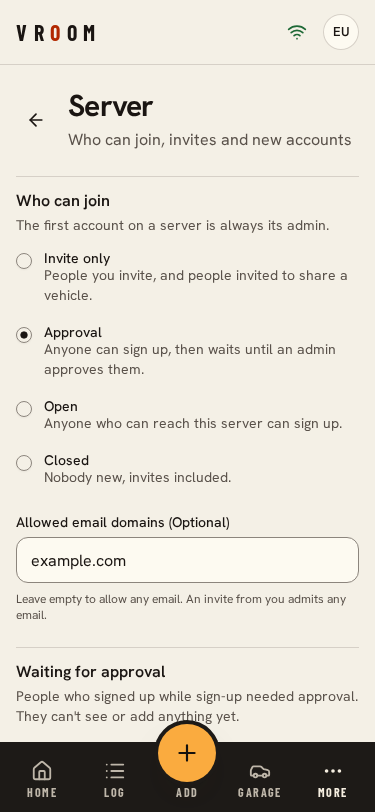 VROOM
EU
Server
Who can join, invites and new accounts
Who can join
The first account on a server is always its admin.
Invite only
People you invite, and people invited to share a
vehicle.
Approval
Anyone can sign up, then waits until an admin
approves them.
Open
Anyone who can reach this server can sign up.
Closed
Nobody new, invites included.
Allowed email domains (Optional)
example.com
Leave empty to allow any email. An invite from you admits any
email.
Waiting for approval
People who signed up while sign-up needed approval.
They can't see or add anything yet.
HOME
LOG
ADD
GARAGE
MORE